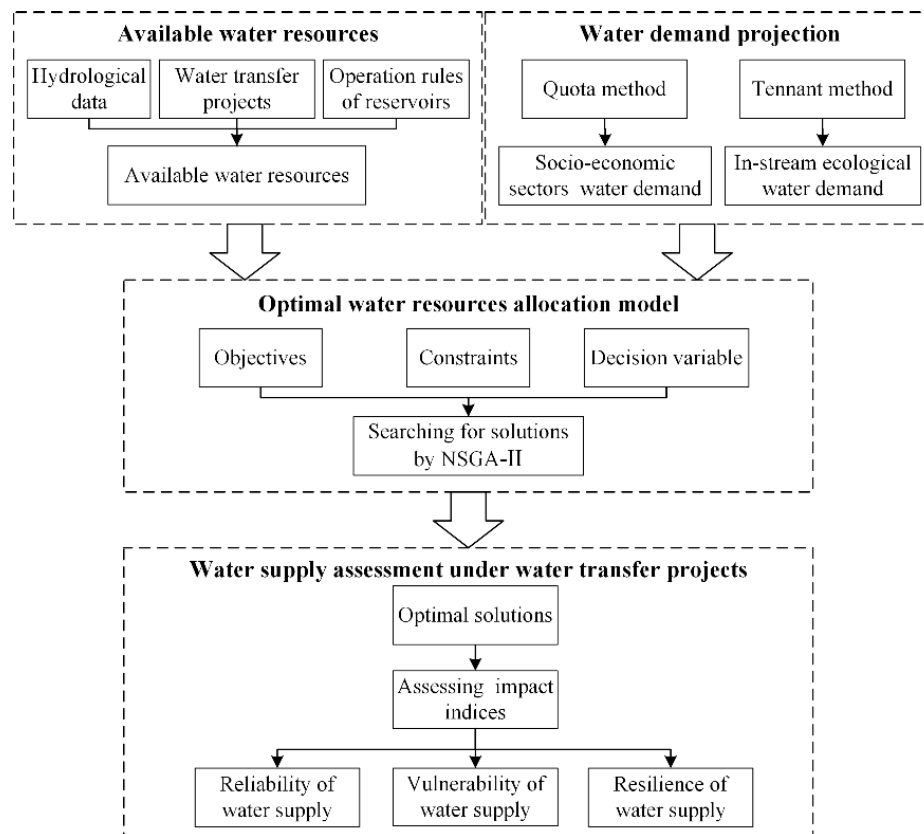 Available water resources
Hydrological
data
Water transfer
projects
Operation rules
of reservoirs
Available water resources
Water demand projection
Quota method
Tennant method
Socio-economic
sectors water demand
In-stream ecological
water demand
Optimal water resources allocation model
Objectives
Constraints
Decision variable
Searching for solutions
by NSGA-II
Water supply assessment under water transfer projects
Optimal solutions
Assessing impact
indices
Reliability of
water supply
Vulnerability of
water supply
Resilience of
water supply